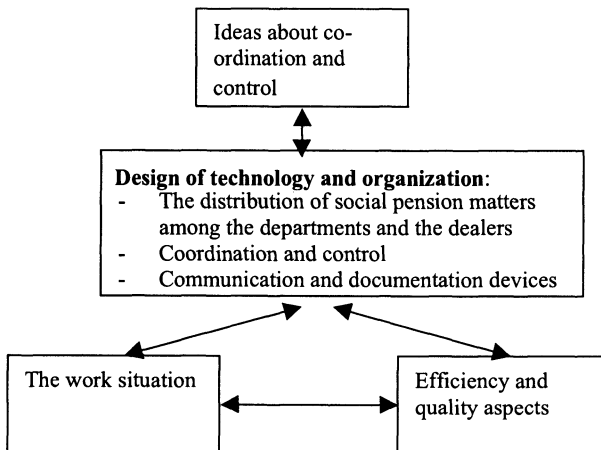 Ideas about co-
ordination and
control
Design of technology and organization:
- The distribution of social pension matters
among the departments and the dealers
- Coordination and control
- Communication and documentation devices
The work situation
Efficiency and
quality aspects